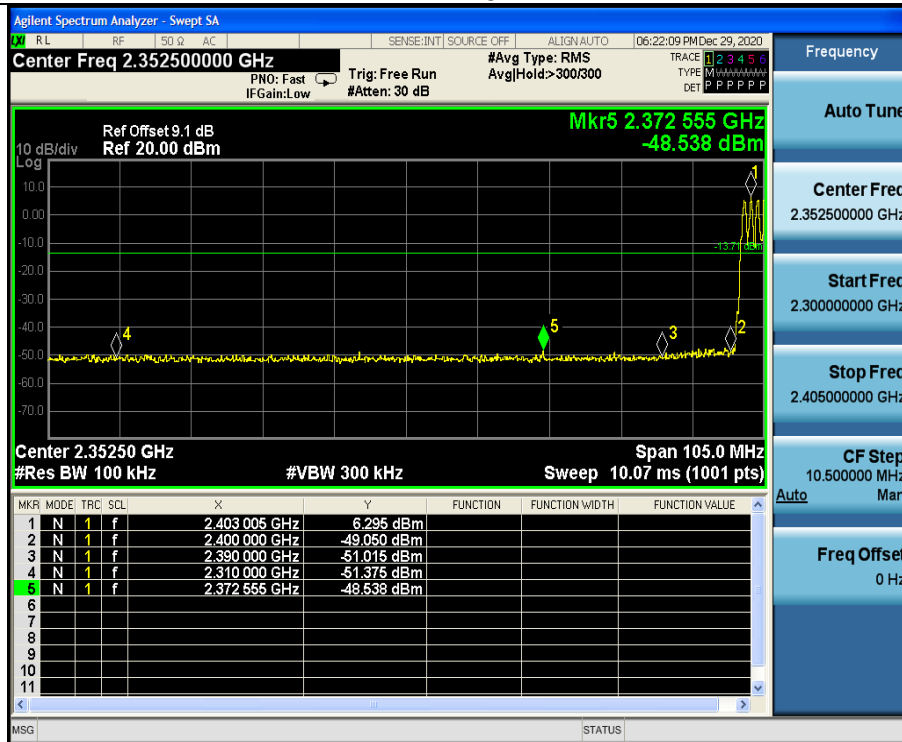 Agilent Spectrum Analyzer - Swept SA
LXI RL RF 50 Ω AC SENSE:INT SOURCE OFF ALIGN AUTO 06:22:09 PM Dec 29, 2020
Center Freq 2.352500000 GHz #Avg Type: RMS TRACE 1 2 3 4 5 6
PNO: Fast Trig: Free Run Avg|Hold:>300/300 TYPE M
IFGain:Low #Atten: 30 dB DET P P P P P P
Mkr5 2.372 555 GHz
Ref Offset 9.1 dB
10 dB/div Ref 20.00 dBm -48.538 dBm
Log
1
10.0
0.00
-10.0
-13.71 dBm
-20.0
-30.0
-40.0
4 5 3 2
-50.0
-60.0
-70.0
Center 2.35250 GHz Span 105.0 MHz
#Res BW 100 kHz #VBW 300 kHz Sweep 10.07 ms (1001 pts)
MKR MODE TRC SCL X Y FUNCTION FUNCTION WIDTH FUNCTION VALUE
1 N 1 f 2.403 005 GHz 6.295 dBm
2 N 1 f 2.400 000 GHz -49.050 dBm
3 N 1 f 2.390 000 GHz -51.015 dBm
4 N 1 f 2.310 000 GHz -51.375 dBm
5 N 1 f 2.372 555 GHz -48.538 dBm
6
7
8
9
10
11
MSG STATUS
Frequency
Auto Tune
Center Freq
2.352500000 GHz
Start Freq
2.300000000 GHz
Stop Freq
2.405000000 GHz
CF Step
10.500000 MHz
Auto Man
Freq Offset
0 Hz